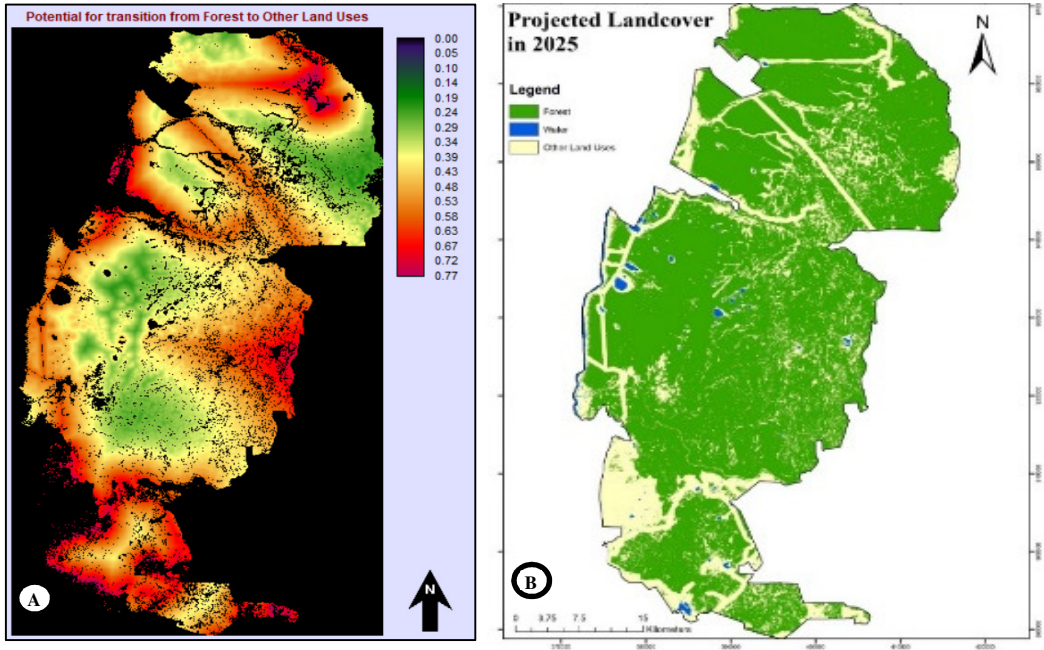 Potential for transition from Forest to Other Land Uses
0.00
0.05
0.10
0.14
0.19
0.24
0.29
0.34
0.39
0.43
0.48
0.53
0.58
0.63
0.67
0.72
0.77
A
N
Projected Landcover
in 2025
N
Legend
Forest
Water
Other Land Uses
B
0 3.75 7.5 15
Kilometers